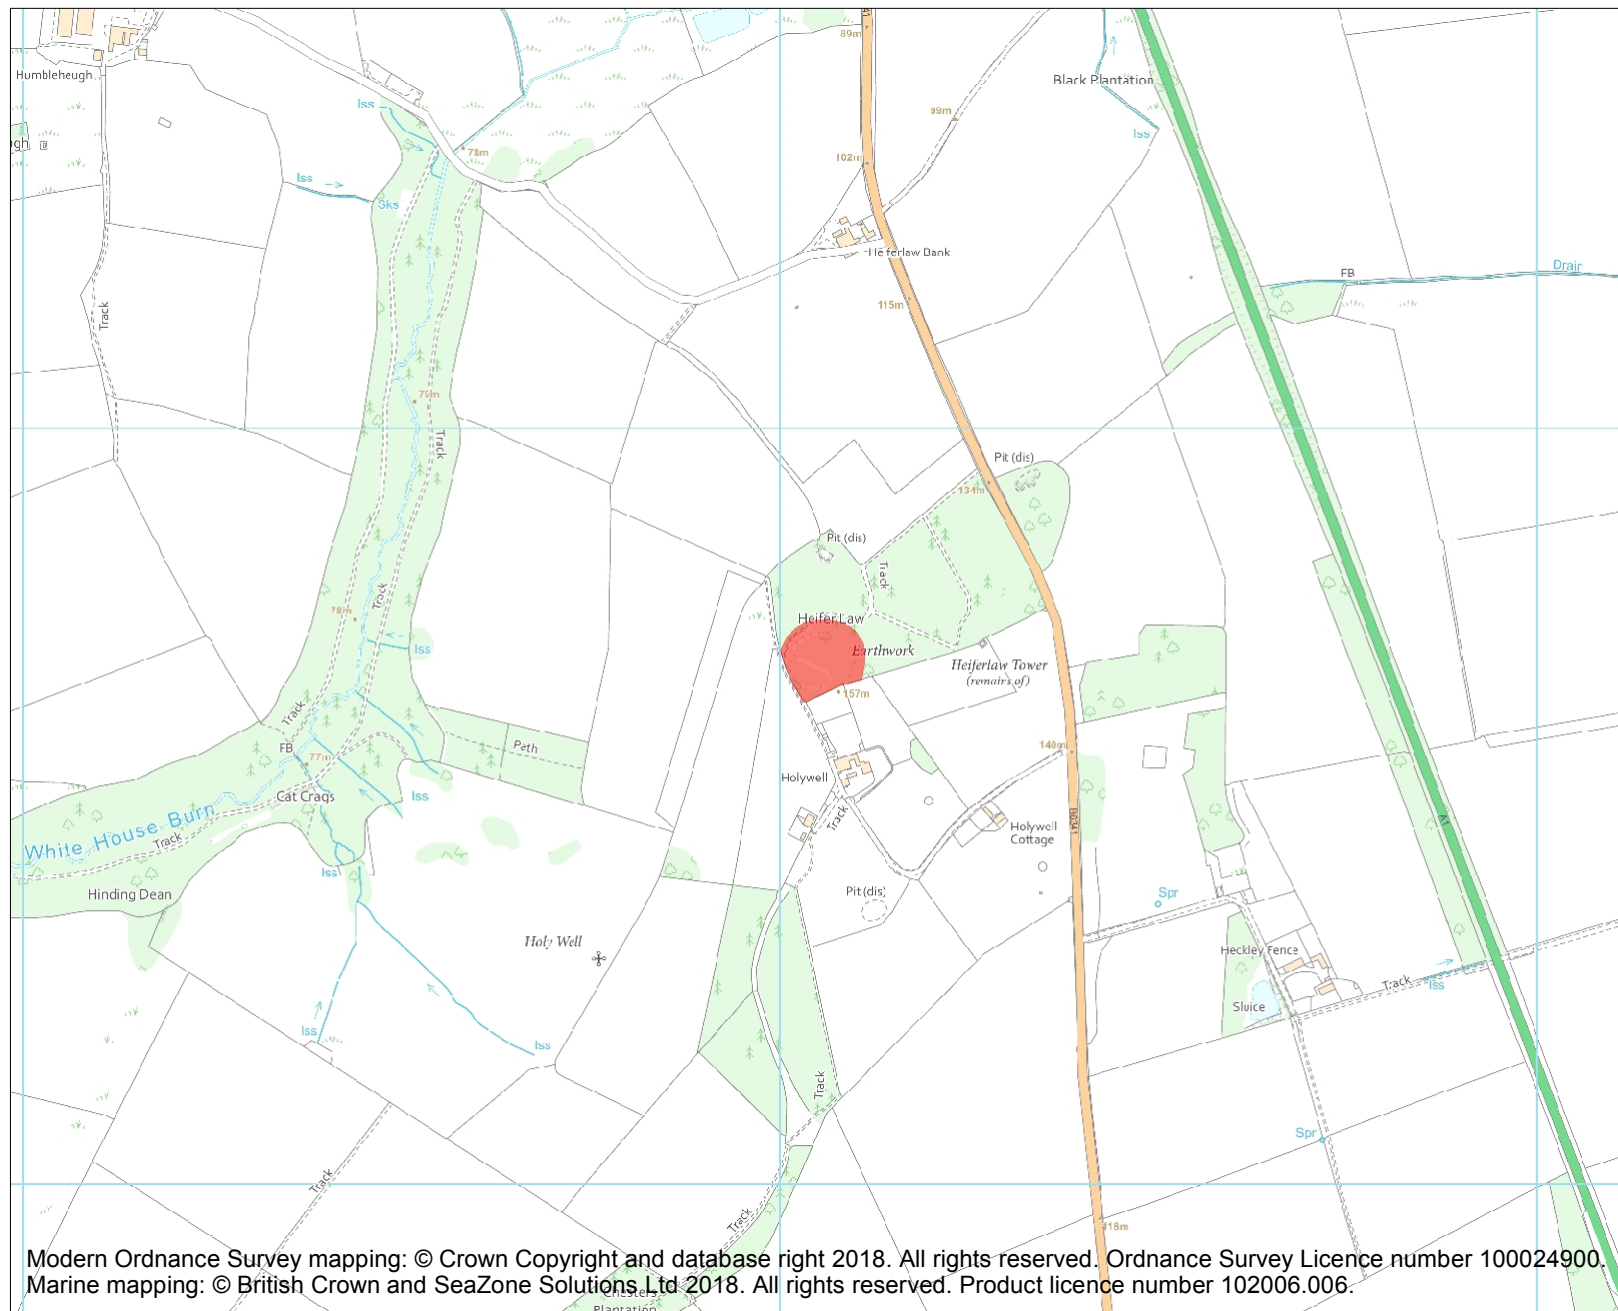 89m
Humbleheugh
Black Plantation
Iss
99m
Iss
102m
Iss
Sks
Heiferlaw Bank
Drain
FB
115m
Track
79m
Track
Pit (dis)
134m
Pit (dis)
Track
Track
78m
Heifer Law
Earthwork
Iss
Heiferlaw Tower
(remains of)
157m
Track
FB
Peth
77m
140m
Holywell
Cat Crags
Iss
White House Burn
Track
Track
B6341
A1
Holywell
Cottage
Iss
Hinding Dean
Pit (dis)
Spr
Holy Well
Heckley Fence
Track
Iss
Sluice
Iss
Iss
Track
Spr
Track
Track
118m
Modern Ordnance Survey mapping: © Crown Copyright and database right 2018. All rights reserved. Ordnance Survey Licence number 100024900.
Marine mapping: © British Crown and SeaZone Solutions Ltd 2018. All rights reserved. Product licence number 102006.006.
Chesters
Plantation